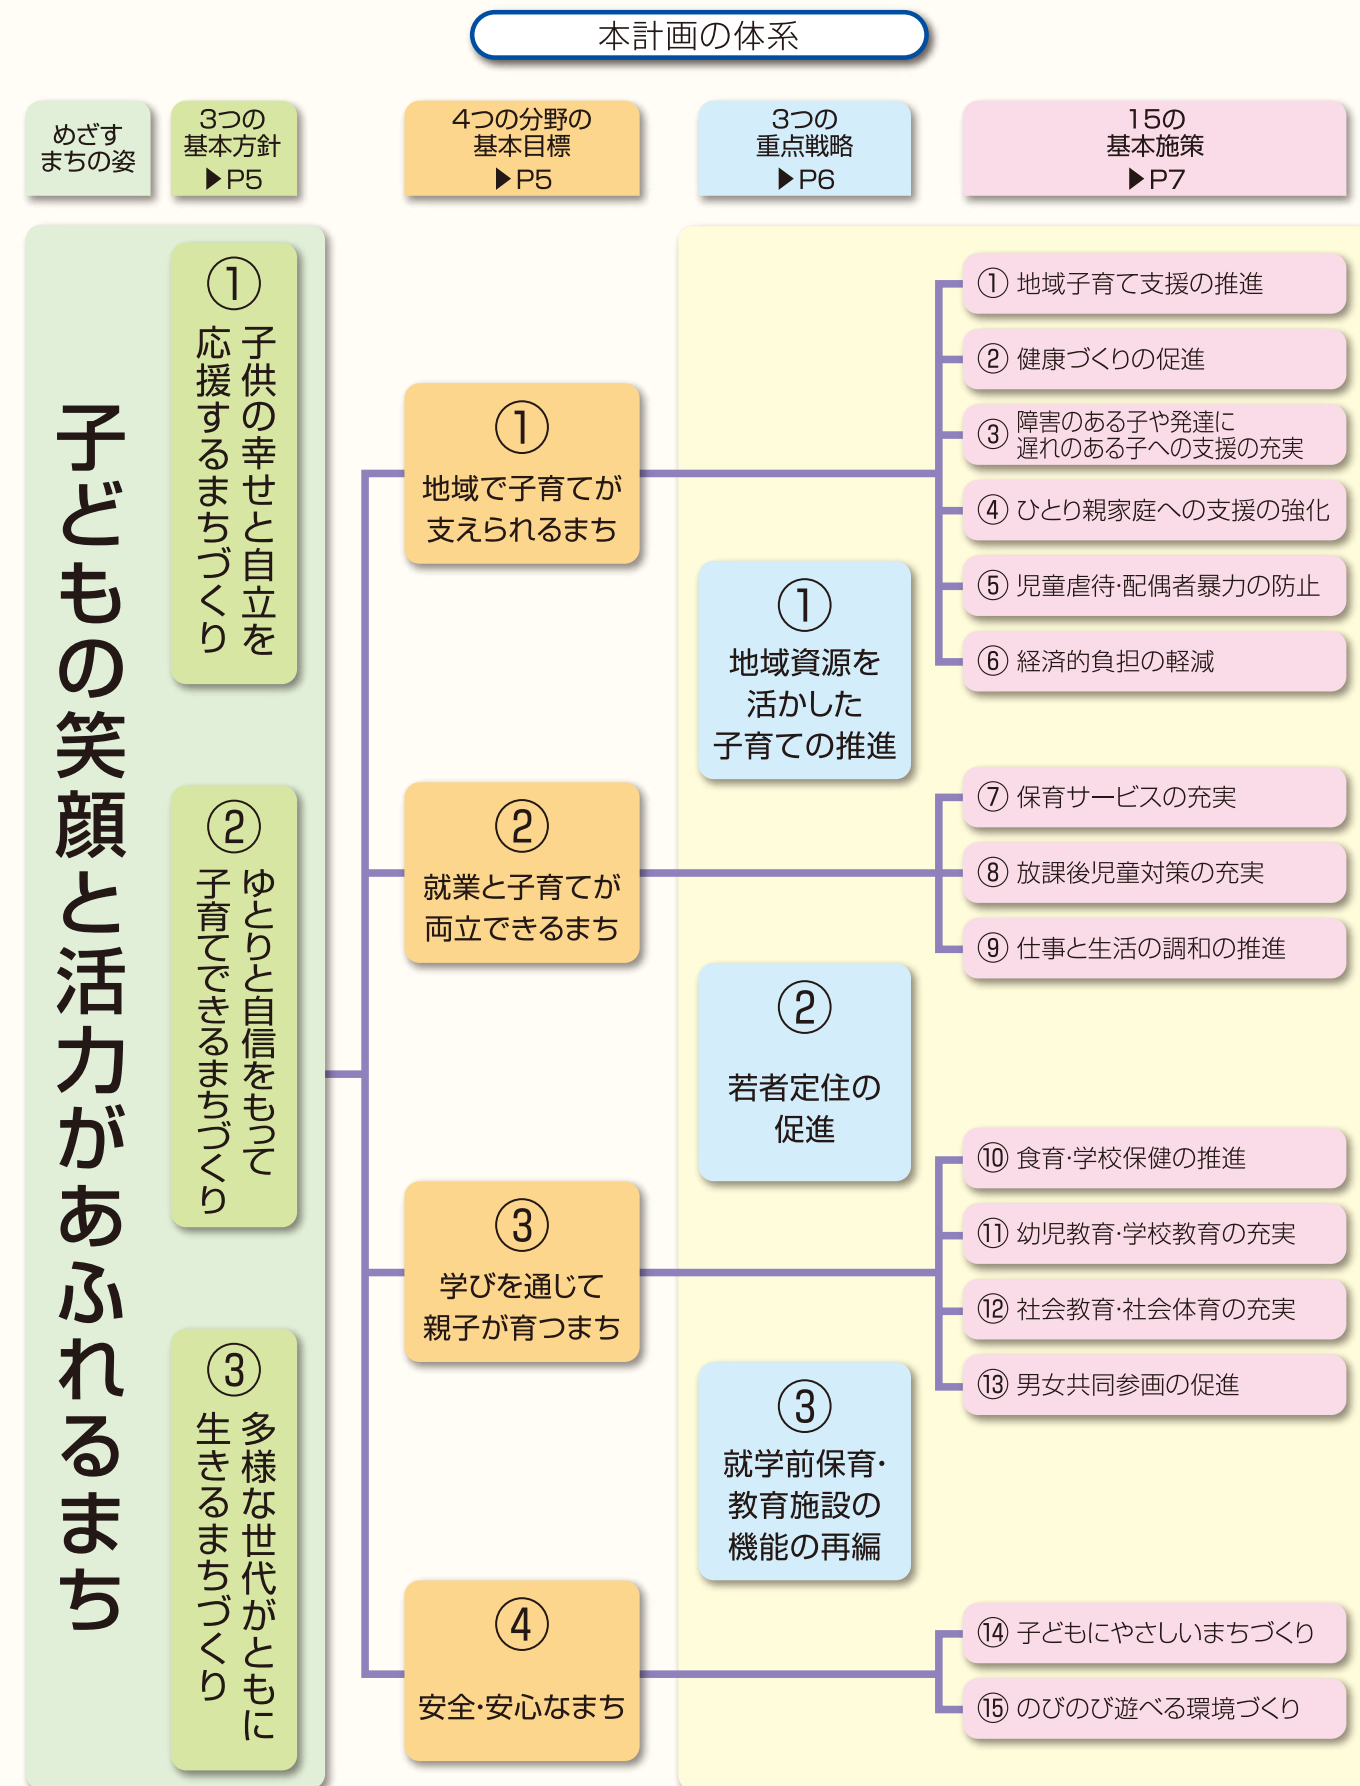 本計画の体系
めざす
まちの姿
3つの
基本方針
▶P5
4つの分野の
基本目標
▶P5
3つの
重点戦略
▶P6
15の
基本施策
▶P7
子どもの笑顔と活力があふれるまち
①
子供の幸せと自立を
応援するまちづくり
②
ゆとりと自信をもって
子育てできるまちづくり
③
多様な世代がともに
生きるまちづくり
①
地域で子育てが
支えられるまち
②
就業と子育てが
両立できるまち
③
学びを通じて
親子が育つまち
④
安全・安心なまち
①
地域資源を
活かした
子育ての推進
②
若者定住の
促進
③
就学前保育・
教育施設の
機能の再編
① 地域子育て支援の推進
② 健康づくりの促進
③ 障害のある子や発達に
遅れのある子への支援の充実
④ ひとり親家庭への支援の強化
⑤ 児童虐待・配偶者暴力の防止
⑥ 経済的負担の軽減
⑦ 保育サービスの充実
⑧ 放課後児童対策の充実
⑨ 仕事と生活の調和の推進
⑩ 食育・学校保健の推進
⑪ 幼児教育・学校教育の充実
⑫ 社会教育・社会体育の充実
⑬ 男女共同参画の促進
⑭ 子どもにやさしいまちづくり
⑮ のびのび遊べる環境づくり